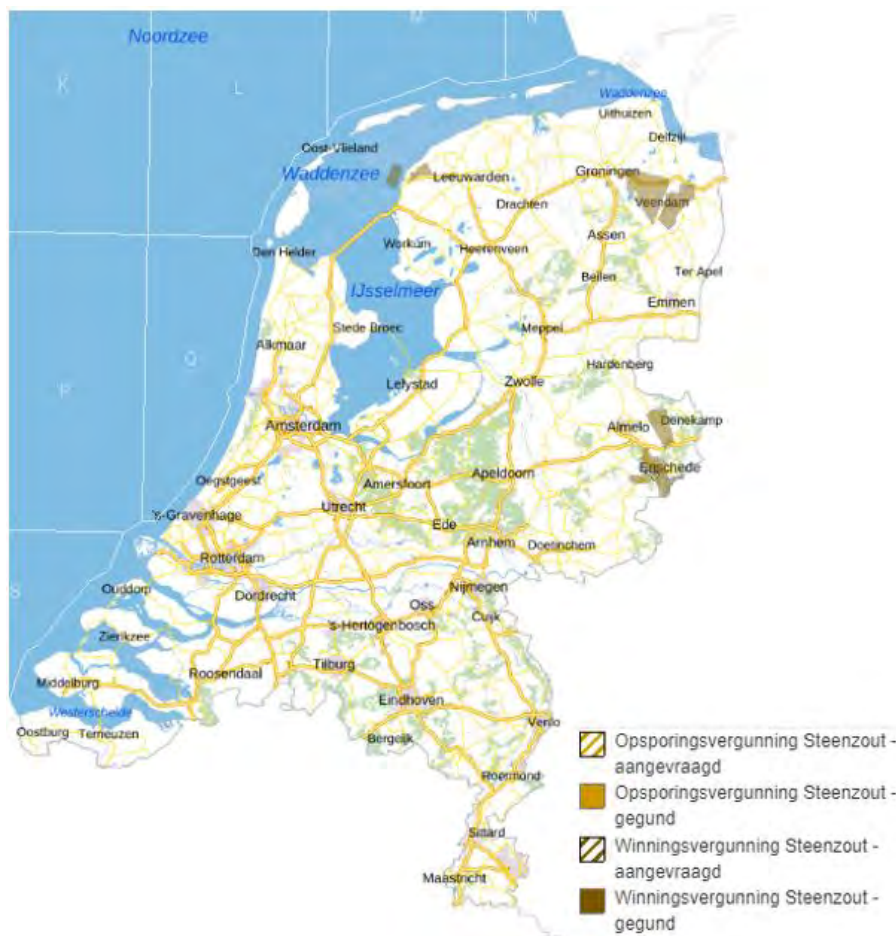 M
N
Noordzee
Waddenzee
K
L
Uithuizen
Delfzijl
Oost-Vlieland
Waddenzee
Leeuwarden
Groningen
Drachten
Veendam
Assen
Den Helder
Workum
Heerenveen
Beilen
Ter Apel
IJsselmeer
Emmen
Stede Broec
Meppel
Alkmaar
Q
Hardenberg
P
Lelystad
Zwolle
Amsterdam
Almelo
Denekamp
Oegstgeest
Amersfoort
Apeldoorn
Enschede
Utrecht
's-Gravenhage
Ede
Arnhem
Doetinchem
Rotterdam
S
Ouddorp
Dordrecht
Nijmegen
Oss
Cuijk
Zierikzee
's-Hertogenbosch
Roosendaal
Tilburg
Middelburg
Eindhoven
Westerschelde
Venlo
Oostburg
Terneuzen
Bergeijk
Roermond
Sittard
Maastricht
Opsporingsvergunning Steenzout -
aangevraagd
Opsporingsvergunning Steenzout -
gegund
Winningsvergunning Steenzout -
aangevraagd
Winningsvergunning Steenzout -
gegund